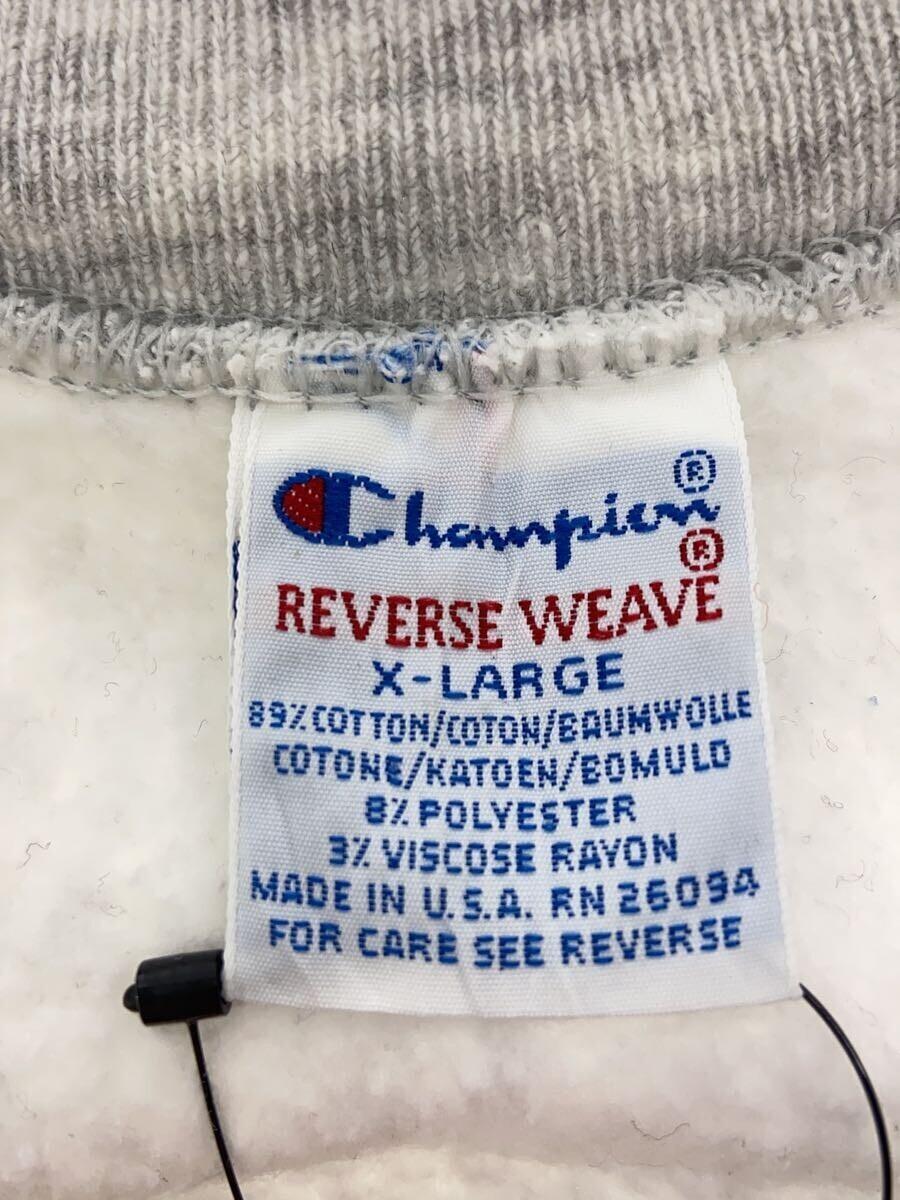 Champion®
REVERSE WEAVE®
X-LARGE
89% COTTON/COTON/BAUMWOLLE
COTONE/KATOEN/BOMULD
8% POLYESTER
3% VISCOSE RAYON
MADE IN U.S.A. RN 26094
FOR CARE SEE REVERSE